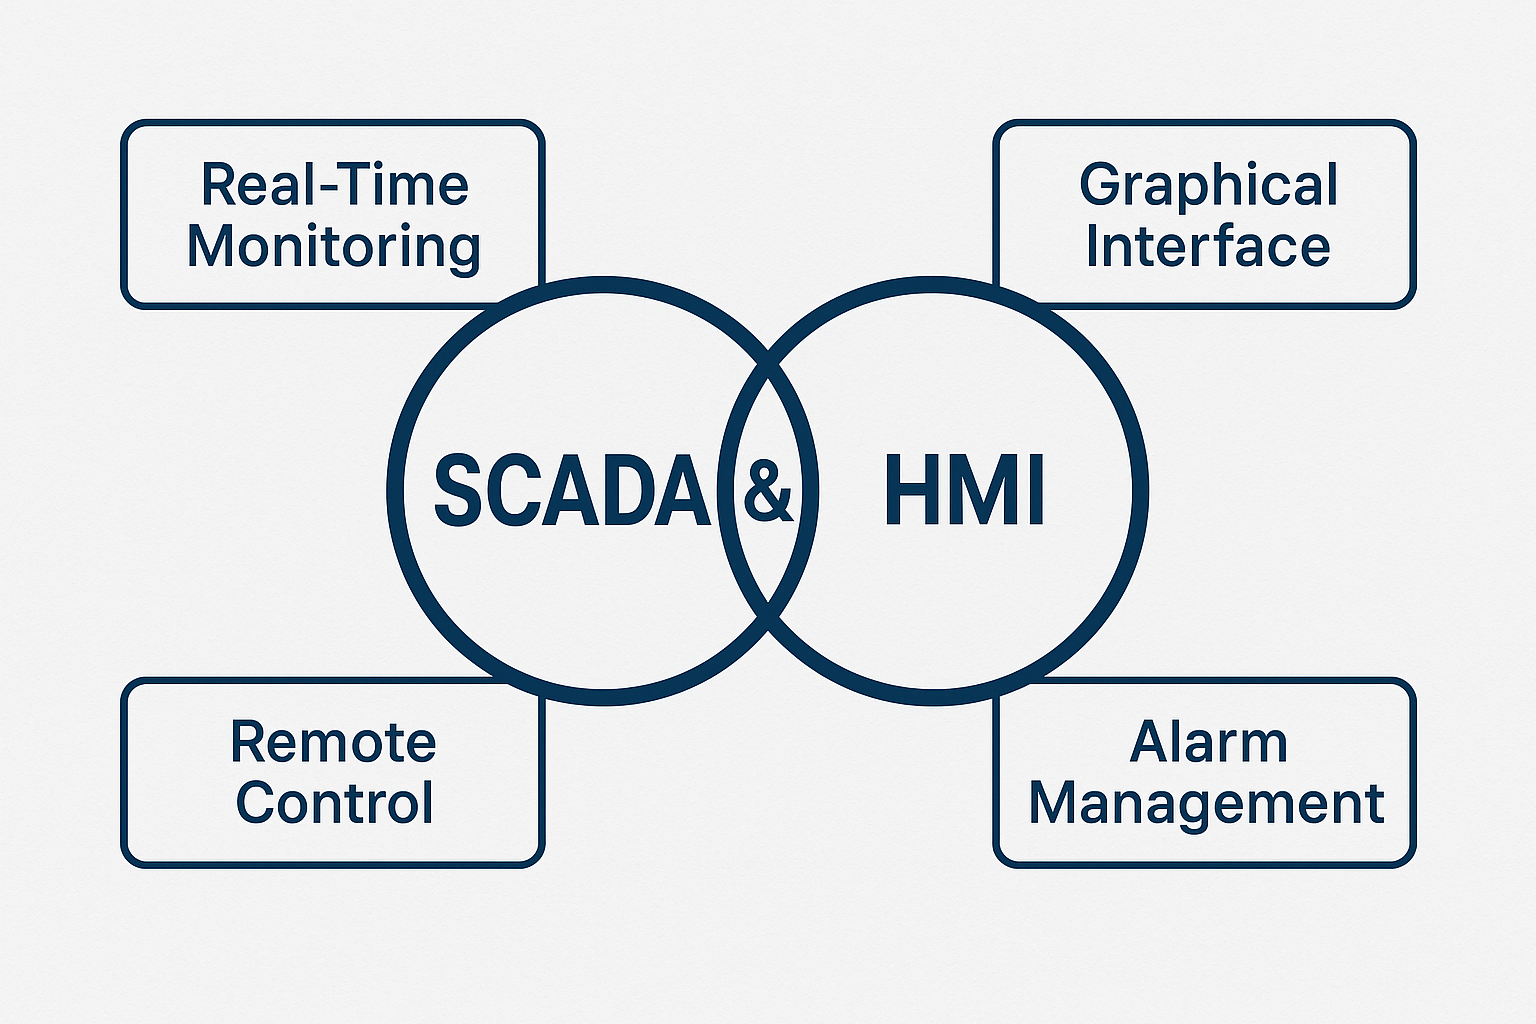 Real-Time
Monitoring
Graphical
Interface
SCADA & HMI
Remote
Control
Alarm
Management